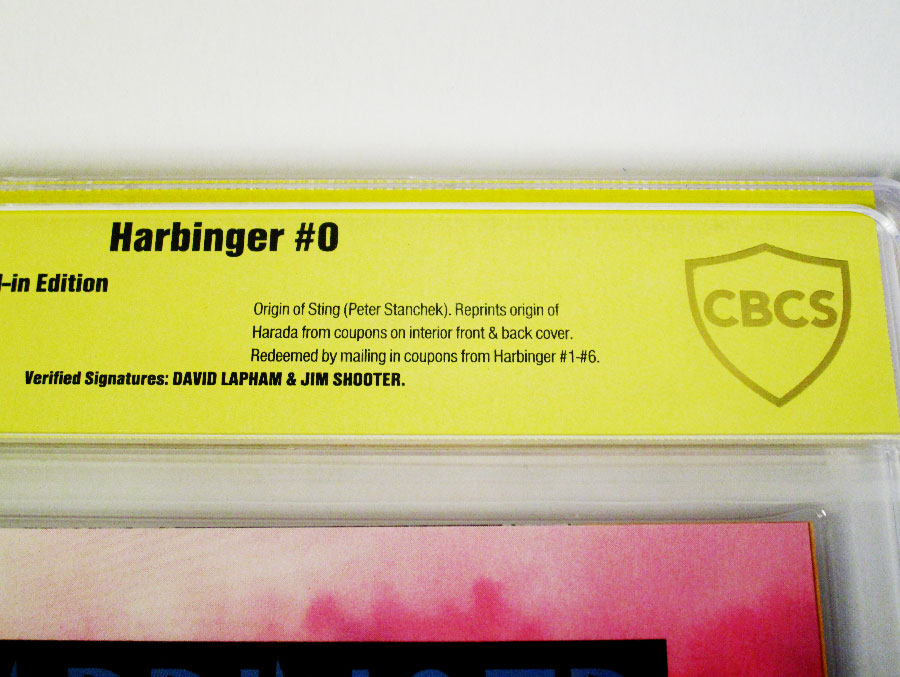 Harbinger #0
l-in Edition
Origin of Sting (Peter Stanchek). Reprints origin of
Harada from coupons on interior front & back cover.
Redeemed by mailing in coupons from Harbinger #1-#6.
Verified Signatures: DAVID LAPHAM & JIM SHOOTER.
CBCS